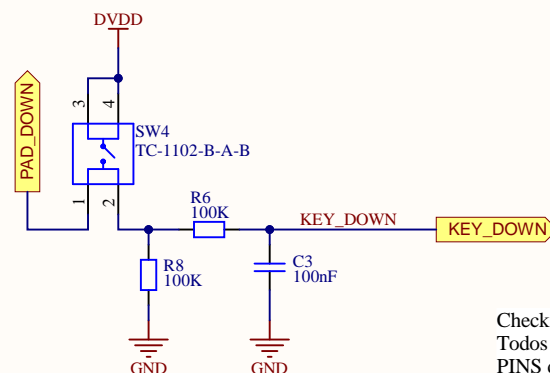 DVDD
PAD_DOWN
3
4
SW4
TC-1102-B-A-B
1
2
R6
100K
KEY_DOWN
KEY_DOWN
R8
100K
C3
100nF
GND
GND
Check
Todos
PINS